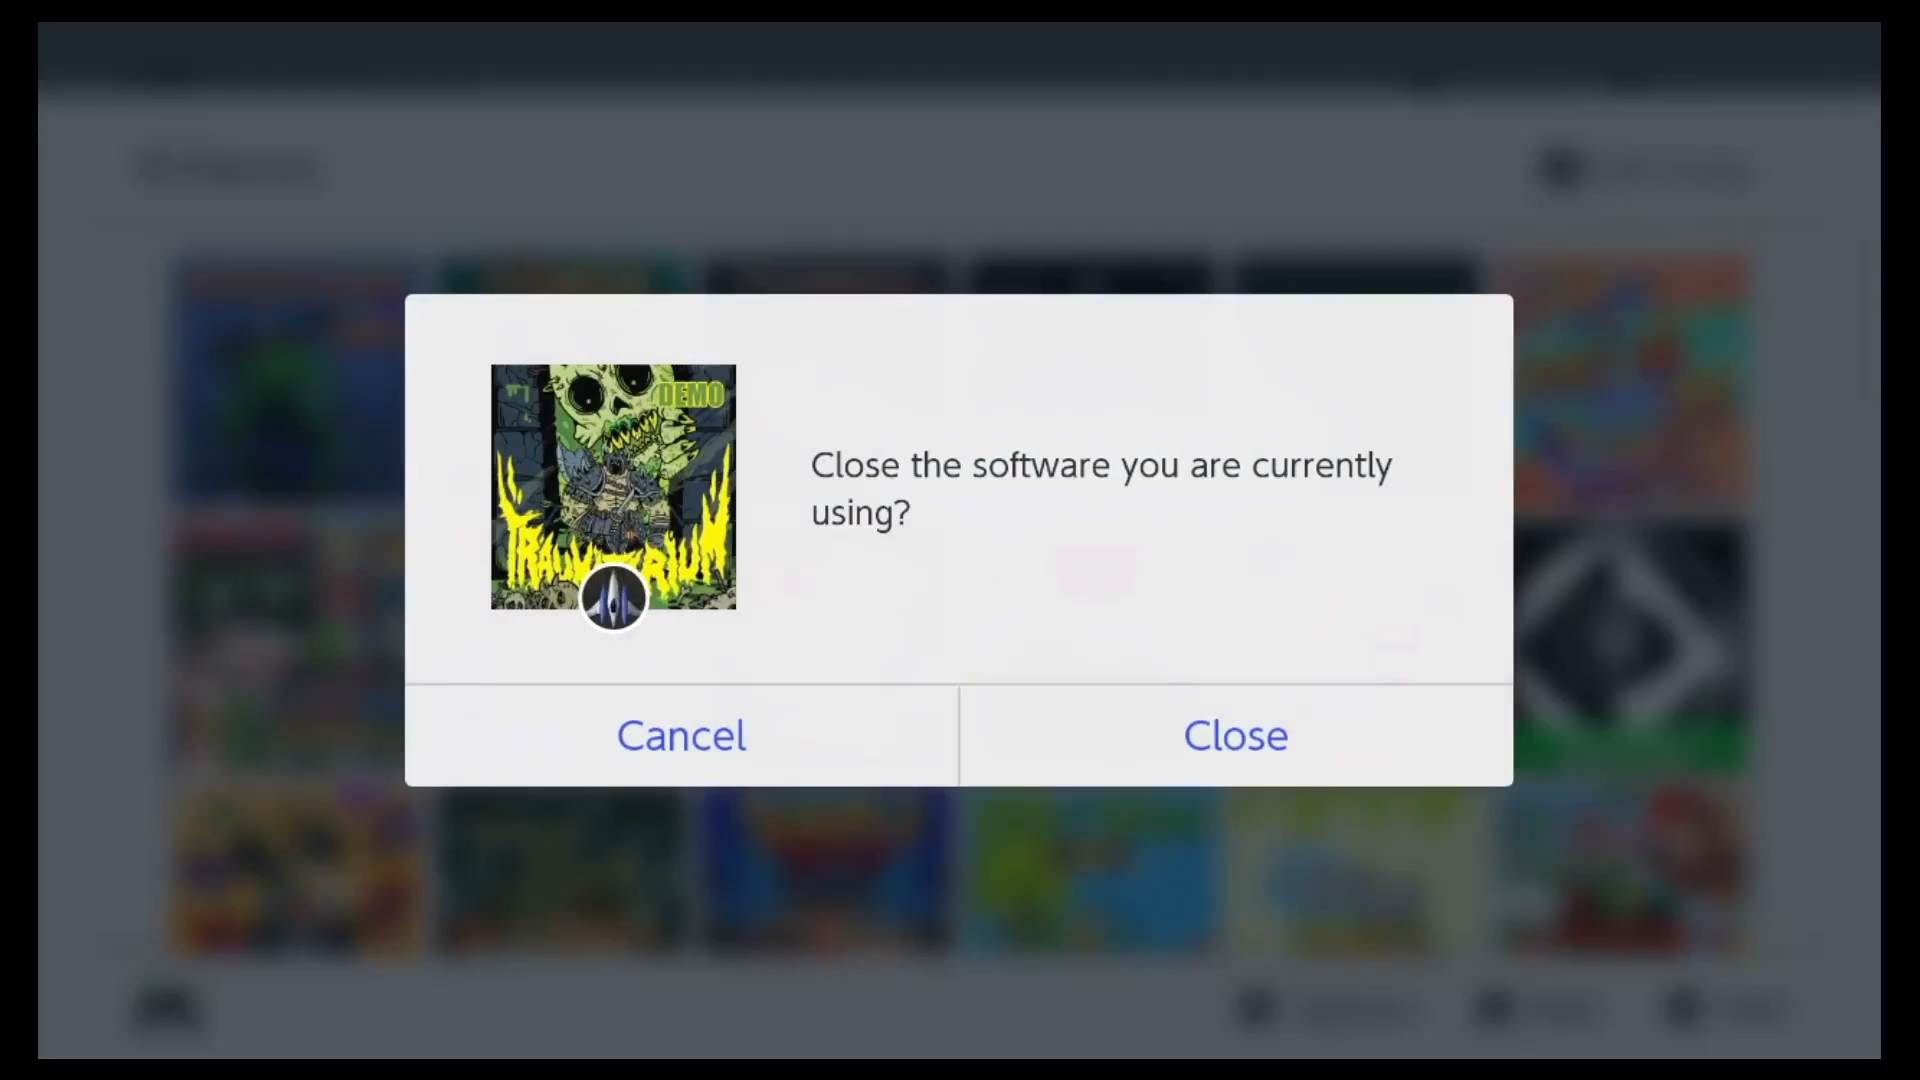 DEMO
Close the software you are currently
using?
Cancel
Close